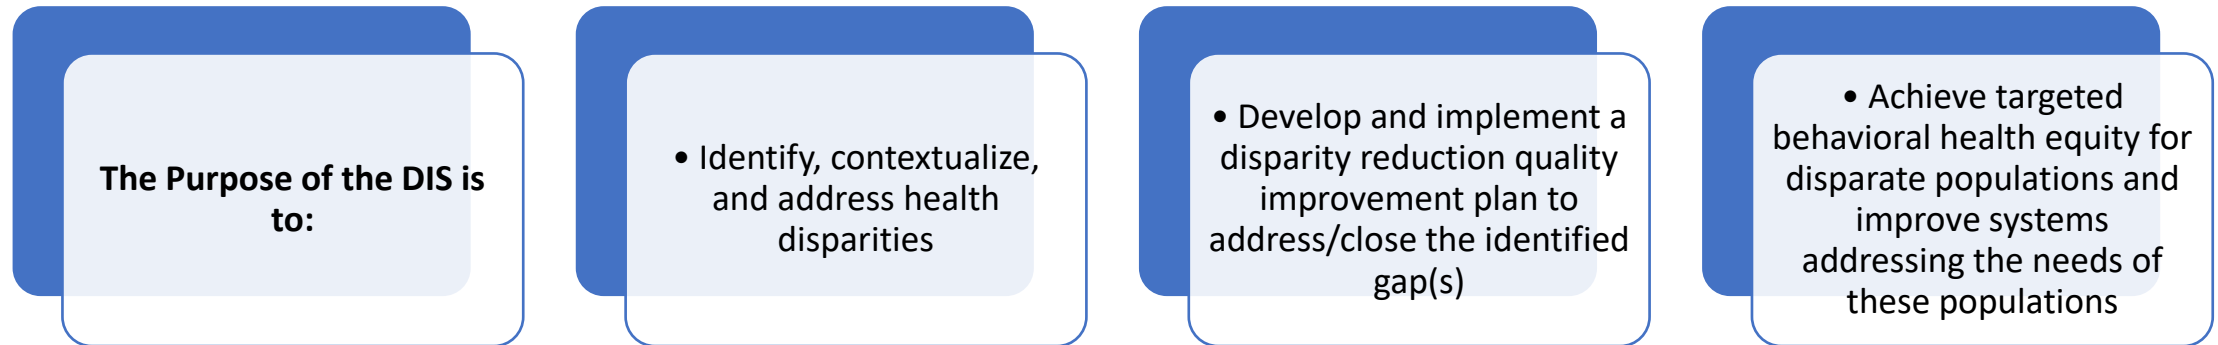 The Purpose of the DIS is
to:
• Identify, contextualize,
and address health
disparities
• Develop and implement a
disparity reduction quality
improvement plan to
address/close the identified
gap(s)
• Achieve targeted
behavioral health equity for
disparate populations and
improve systems
addressing the needs of
these populations